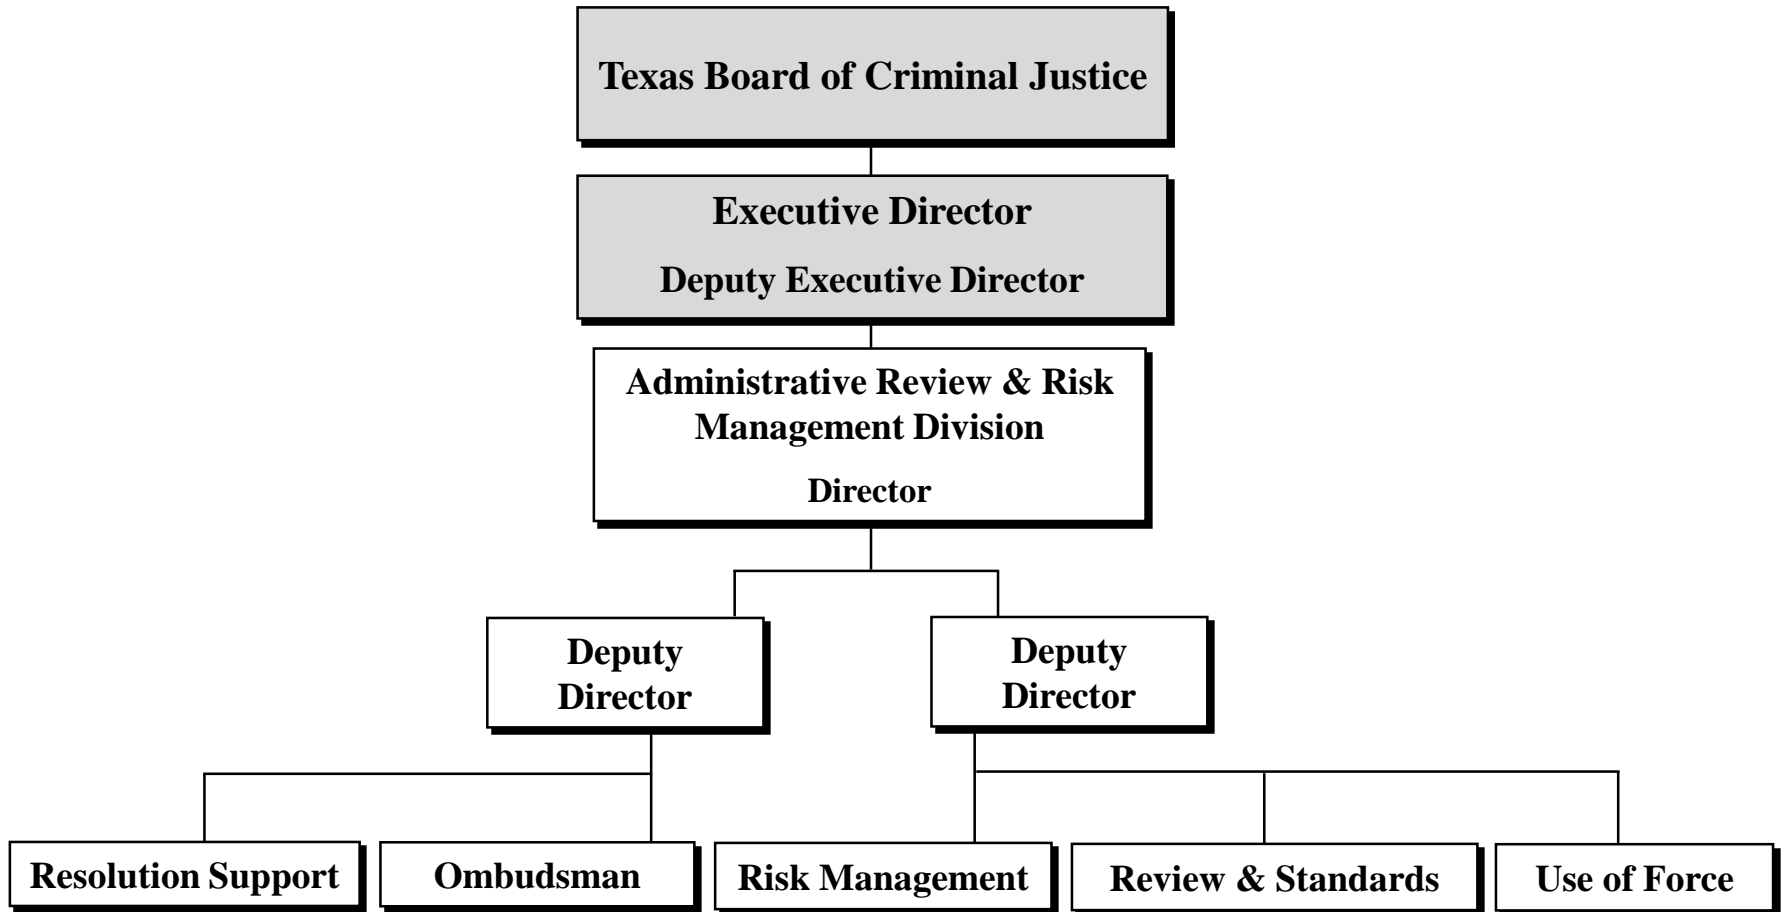 Texas Board of Criminal Justice
Executive Director
Deputy Executive Director
Administrative Review & Risk
Management Division
Director
Deputy
Director
Deputy
Director
Resolution Support
Ombudsman
Risk Management
Review & Standards
Use of Force